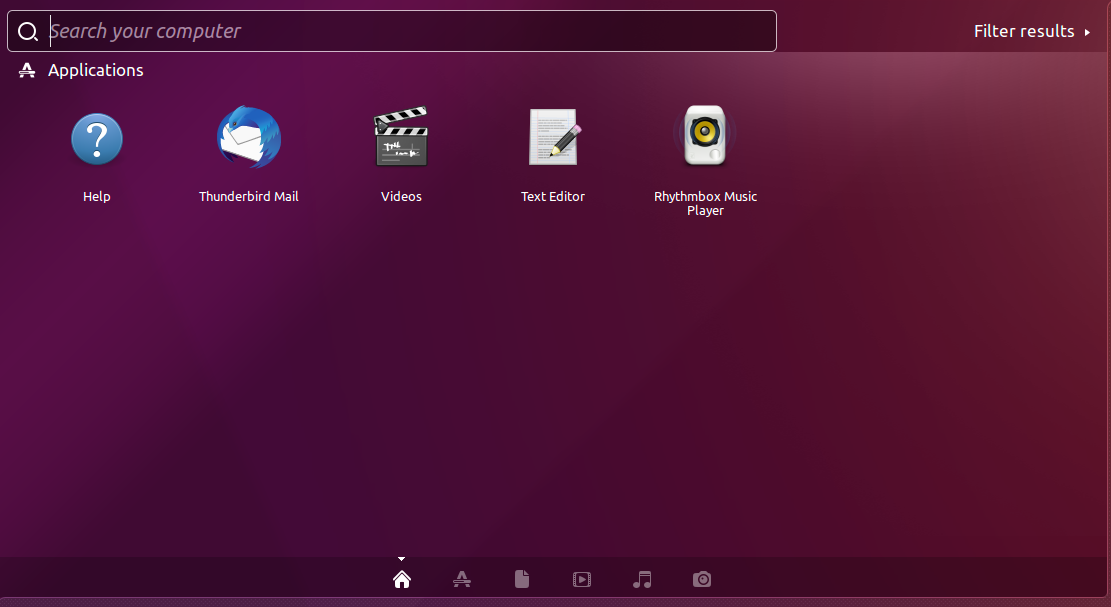 Search your computer
Filter results
Applications
Help
Thunderbird Mail
Videos
Text Editor
Rhythmbox Music
Player